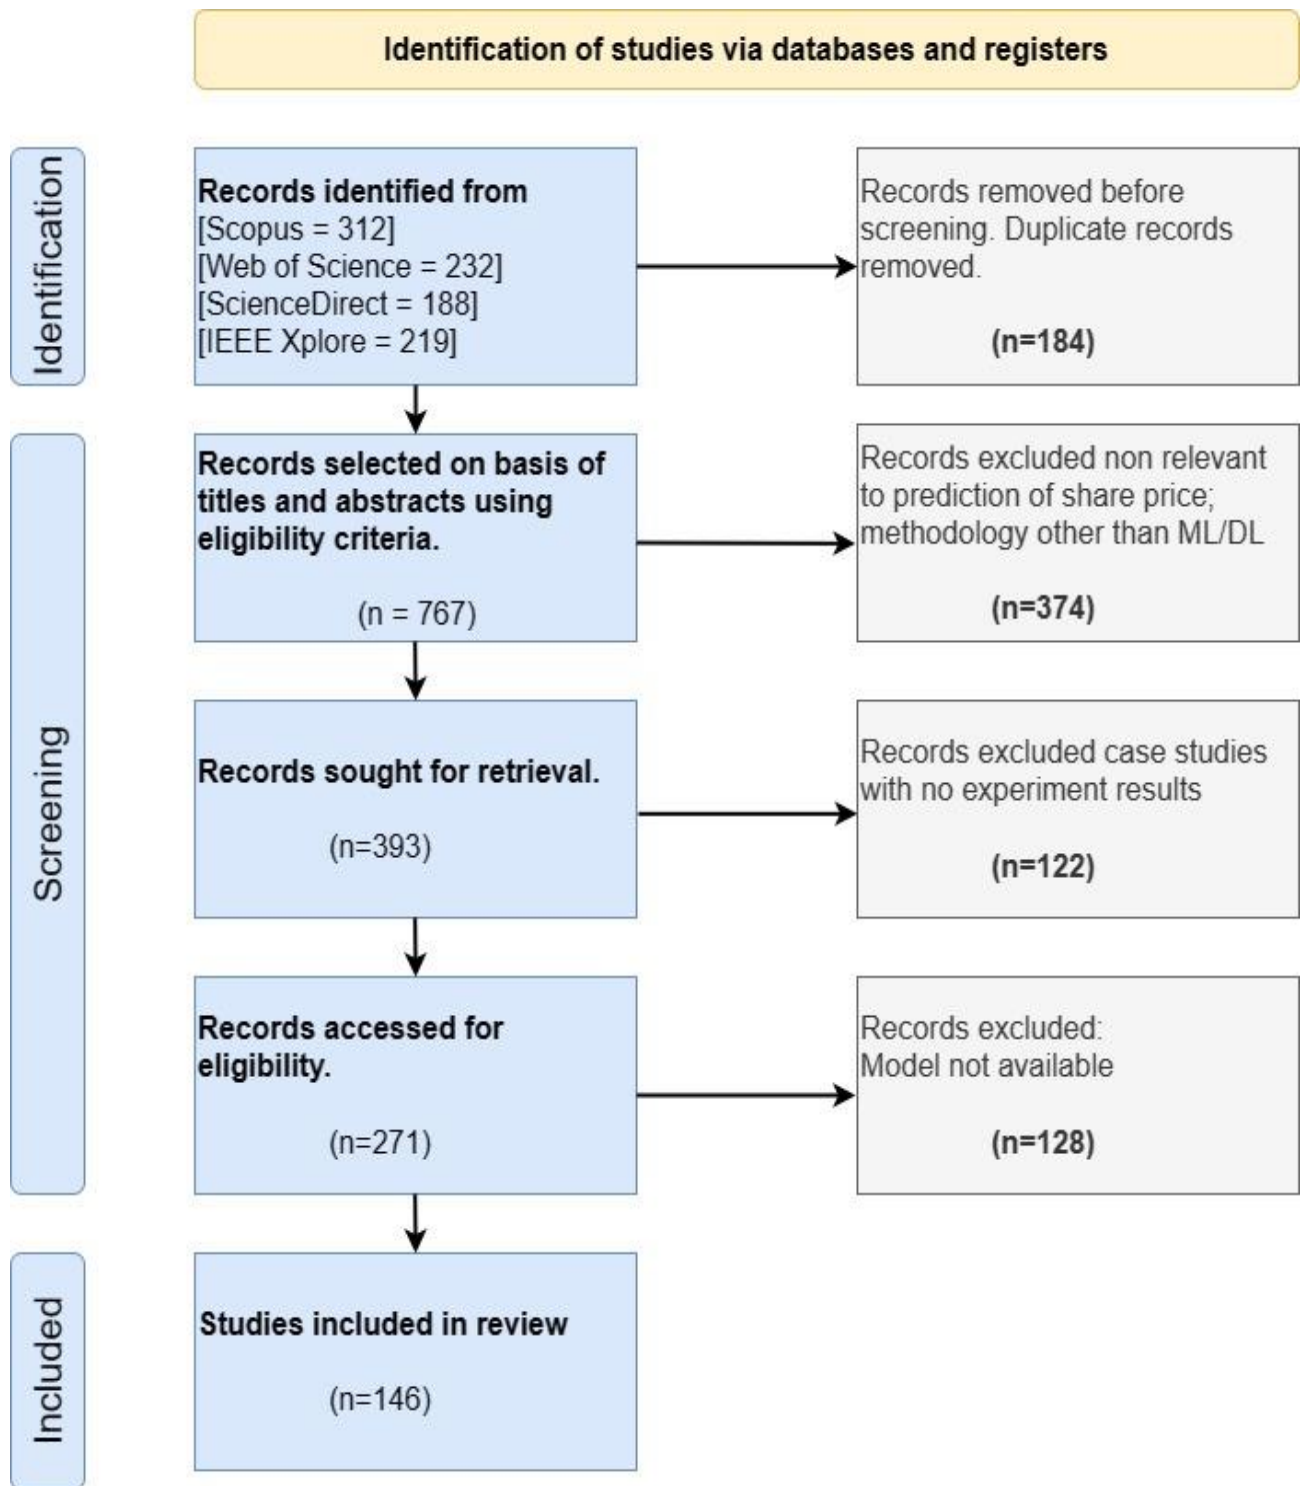 Identification of studies via databases and registers
Identification
Records identified from
[Scopus = 312]
[Web of Science = 232]
[ScienceDirect = 188]
[IEEE Xplore = 219]
Records removed before
screening. Duplicate records
removed.
(n=184)
Screening
Records selected on basis of
titles and abstracts using
eligibility criteria.
(n = 767)
Records excluded non relevant
to prediction of share price;
methodology other than ML/DL
(n=374)
Records sought for retrieval.
(n=393)
Records excluded case studies
with no experiment results
(n=122)
Records accessed for
eligibility.
(n=271)
Records excluded:
Model not available
(n=128)
Included
Studies included in review
(n=146)